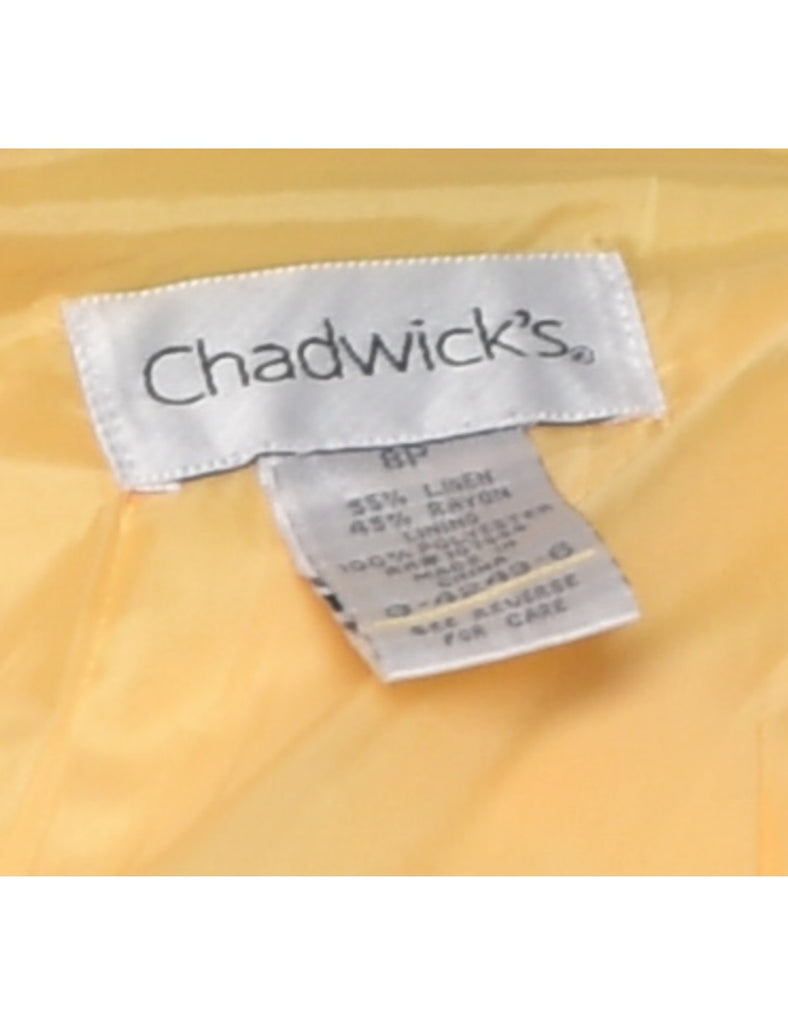 Chadwick's®
8P
55% LINEN
45% RAYON
LINING
100% POLYESTER
MADE IN
CHINA
SEE REVERSE
FOR CARE